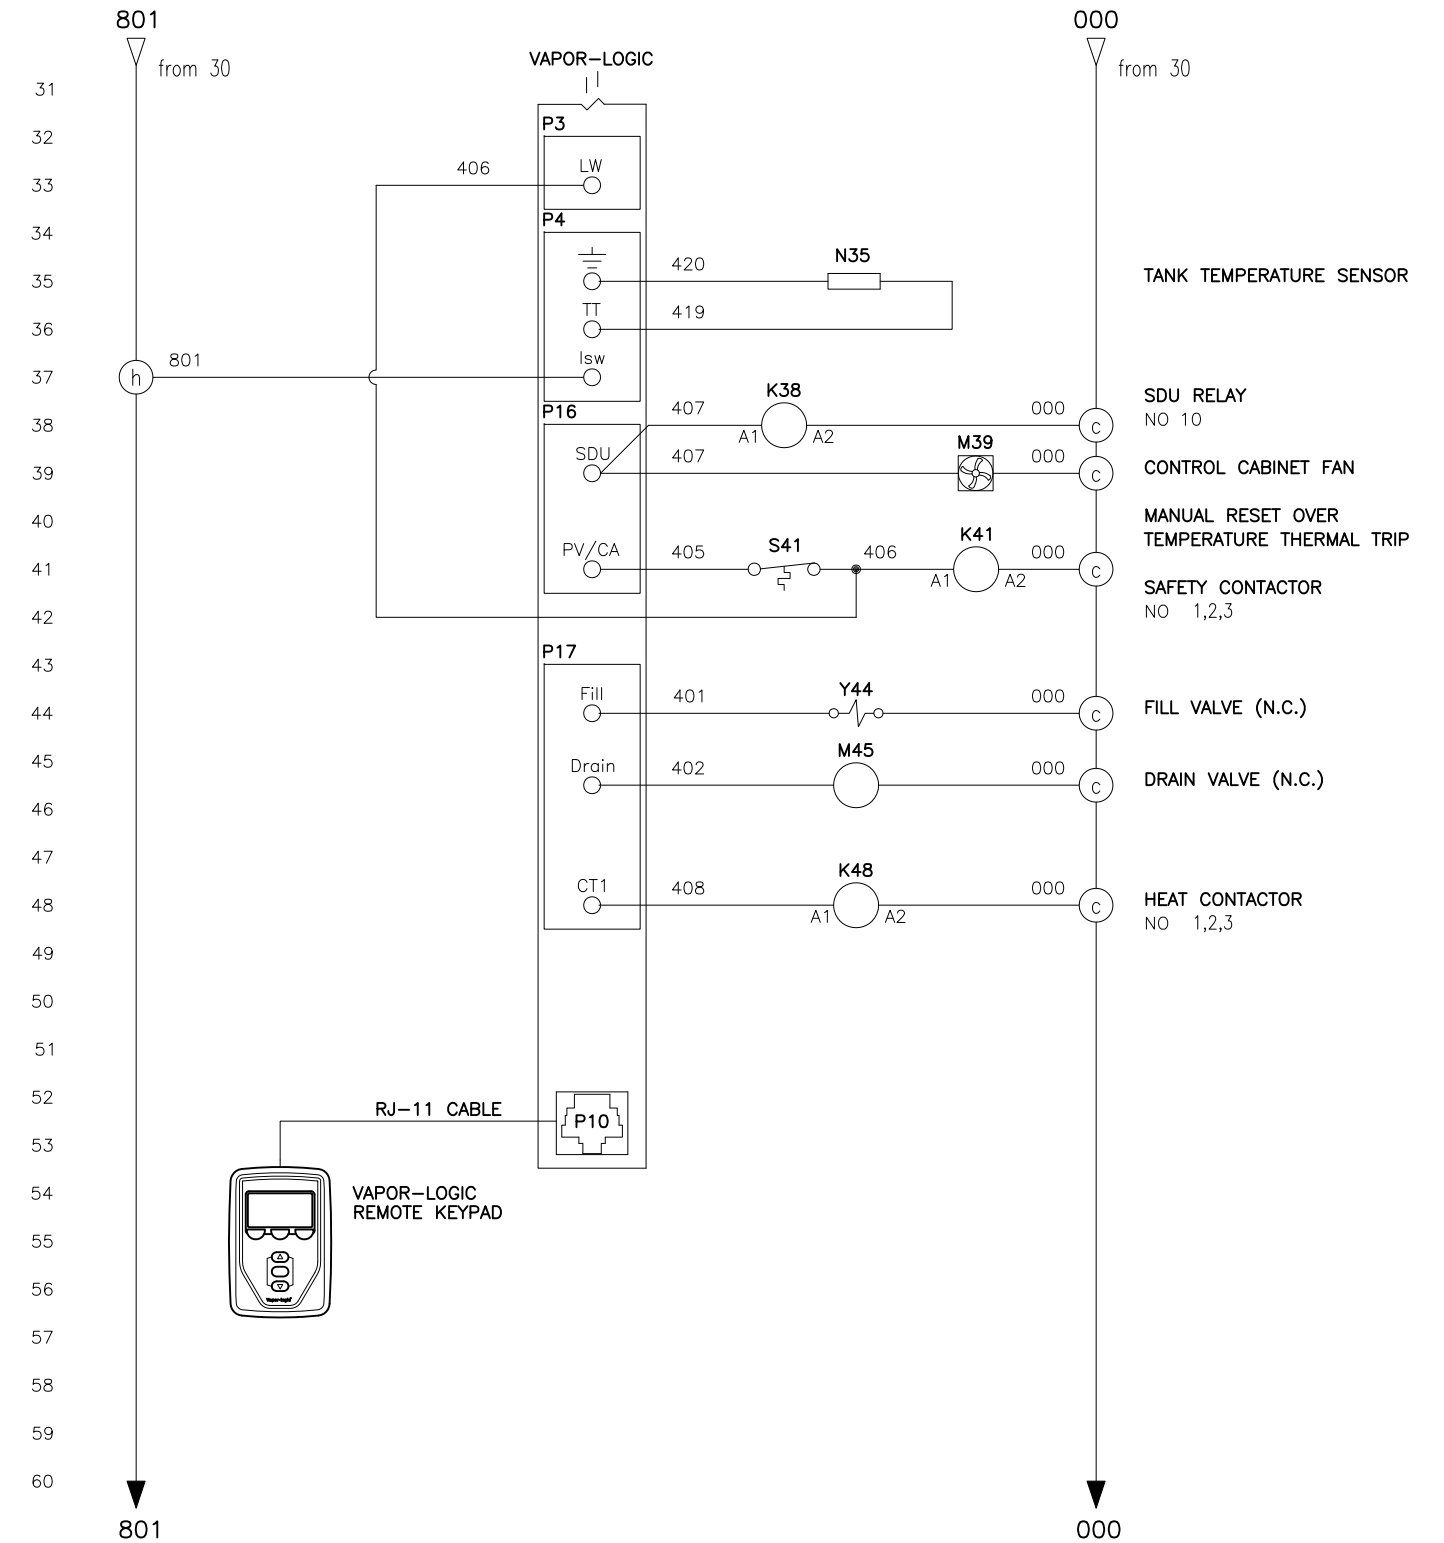 801
000
from 30
from 30
VAPOR-LOGIC
31
32
P3
33
406
LW
34
P4
35
420
N35
TANK TEMPERATURE SENSOR
36
TT
419
37
h
801
Isw
38
P16
407
K38
A1
A2
000
c
SDU RELAY
NO 10
39
SDU
407
M39
000
c
CONTROL CABINET FAN
40
MANUAL RESET OVER
TEMPERATURE THERMAL TRIP
41
PV/CA
405
S41
406
K41
A1
A2
000
c
SAFETY CONTACTOR
NO 1,2,3
42
43
P17
44
Fill
401
Y44
000
c
FILL VALVE (N.C.)
45
Drain
402
M45
000
c
DRAIN VALVE (N.C.)
46
47
48
CT1
408
K48
A1
A2
000
c
HEAT CONTACTOR
NO 1,2,3
49
50
51
52
RJ-11 CABLE
P10
53
54
VAPOR-LOGIC
REMOTE KEYPAD
55
56
Vapor-logic
57
58
59
60
801
000